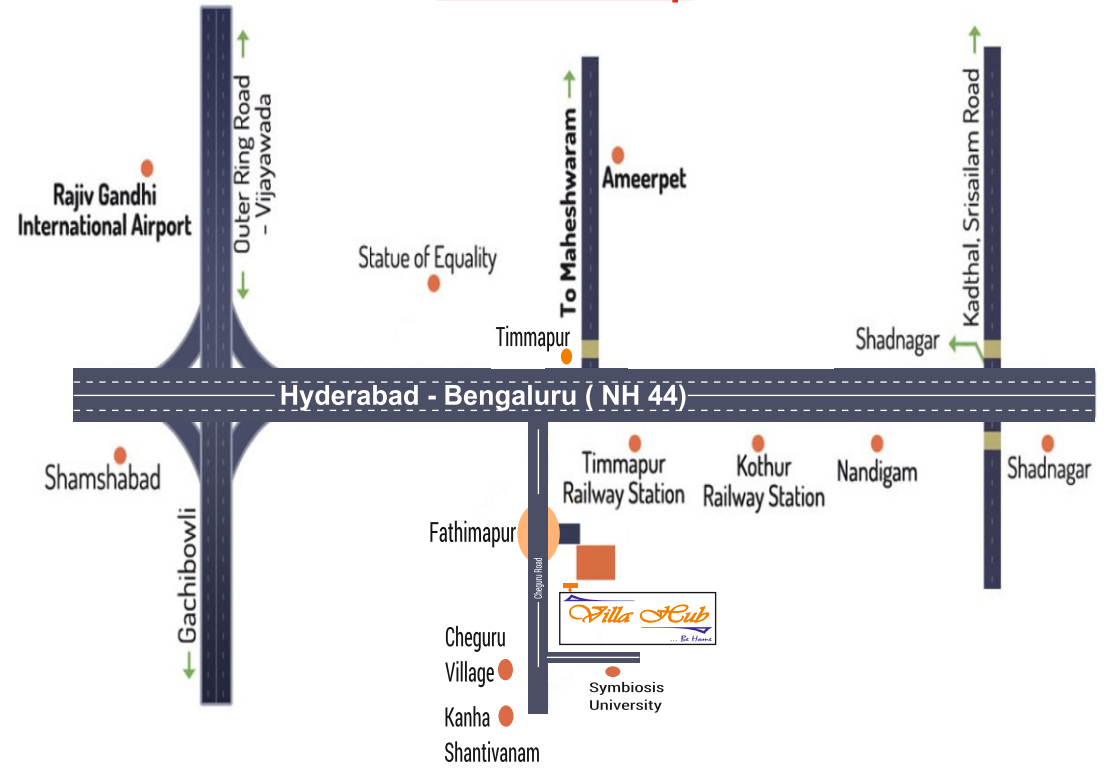 Outer Ring Road
– Vijayawada
Rajiv Gandhi
International Airport
To Maheshwaram
Ameerpet
Kadthal, Srisailam Road
Statue of Equality
Timmapur
Shadnagar
Hyderabad - Bengaluru ( NH 44)
Shamshabad
Gachibowli
Timmapur
Railway Station
Kothur
Railway Station
Nandigam
Shadnagar
Fathimapur
Cheguru Road
Villa Hub
... Be Home
Cheguru
Village
Symbiosis
University
Kanha
Shantivanam